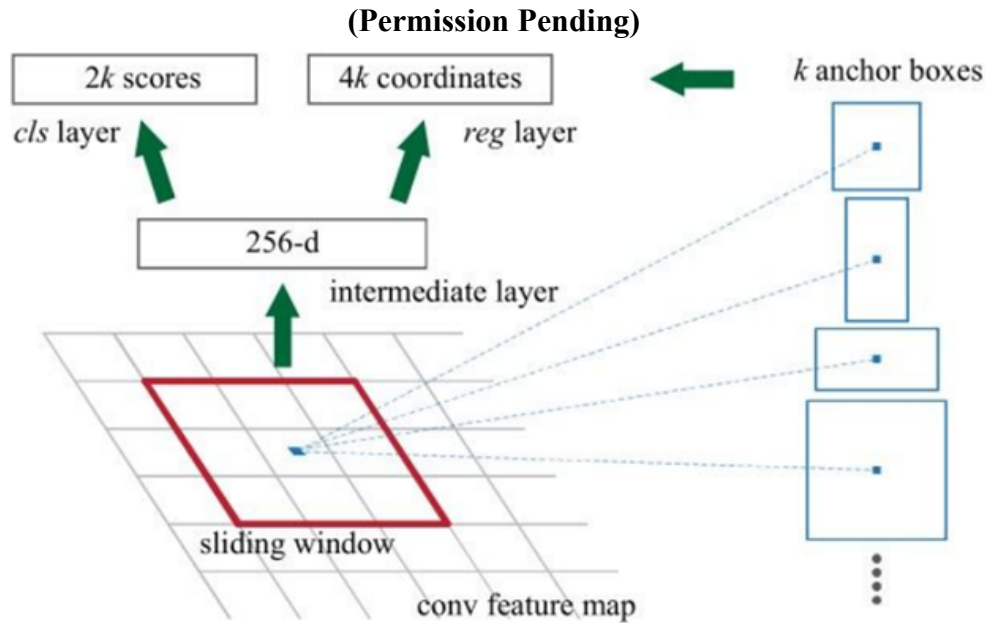 (Permission Pending)
2k scores
4k coordinates
k anchor boxes
cls layer
reg layer
256-d
intermediate layer
sliding window
conv feature map